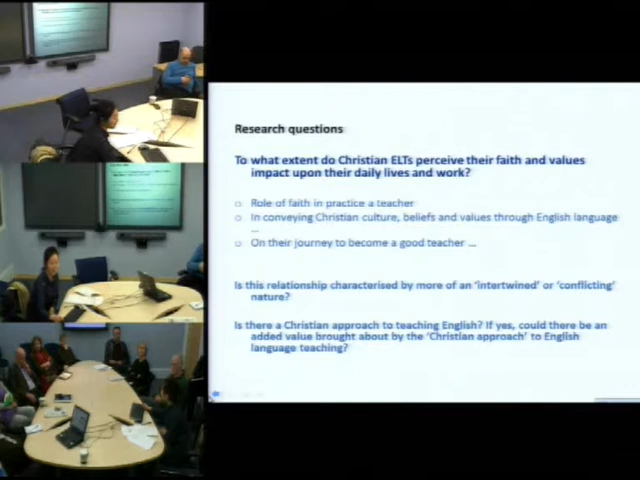 Research questions
To what extent do Christian ELTs perceive their faith and values
impact upon their daily lives and work?
o Role of faith in practice a teacher
o In conveying Christian culture, beliefs and values through English language
...
o On their journey to become a good teacher ...
Is this relationship characterised by more of an 'intertwined' or 'conflicting'
nature?
Is there a Christian approach to teaching English? If yes, could there be an
added value brought about by the 'Christian approach' to English
language teaching?